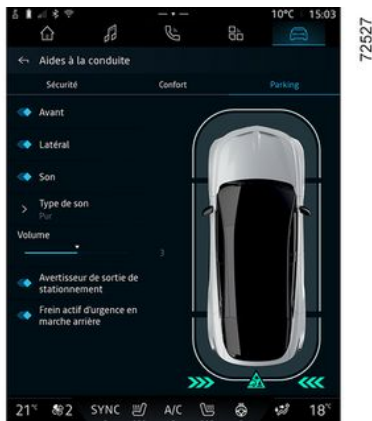 10°C 15:03
Aides à la conduite
Sécurité Confort Parking
Avant
Latéral
Son
Type de son
Pur
Volume
3
Avertisseur de sortie de
stationnement
Frein actif d'urgence en
marche arrière
21°C 2 SYNC A/C 18°C
72527